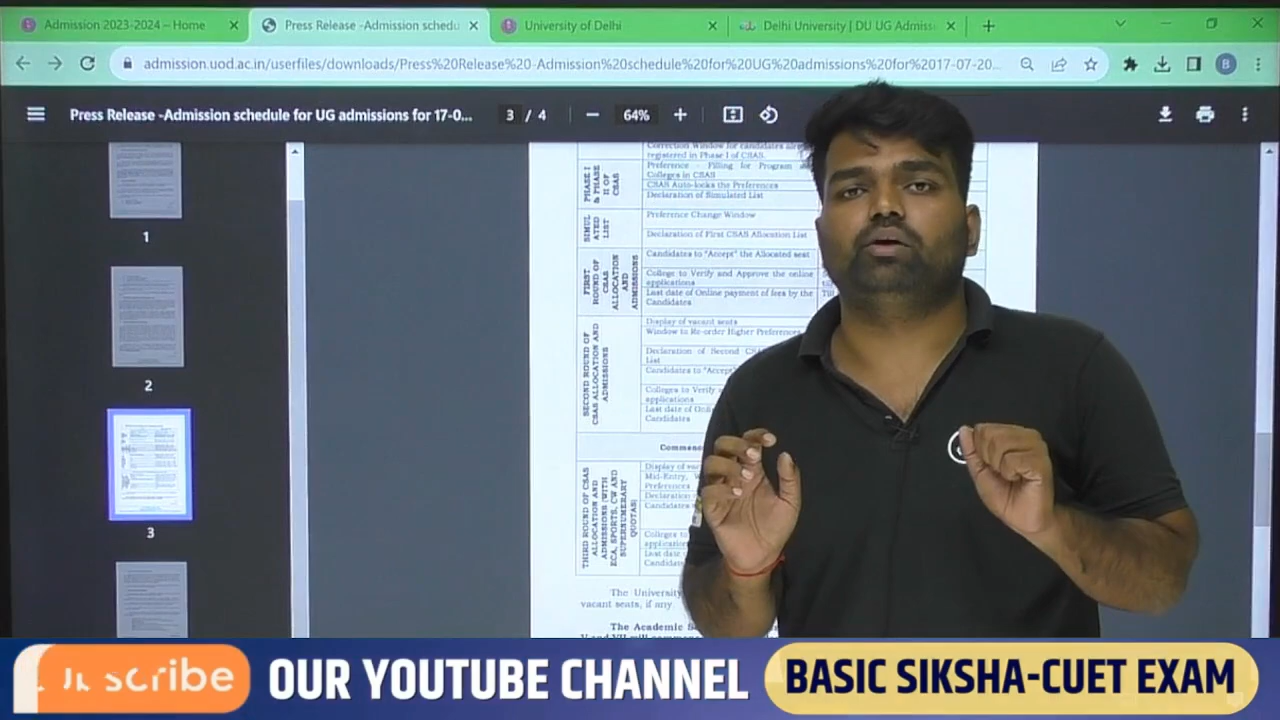 Admission 2023-2024 – Home
Press Release -Admission schedu
University of Delhi
Delhi University | DU UG Admiss
admission.uod.ac.in/userfiles/downloads/Press%20Release%20-Admission%20schedule%20for%20UG%20admissions%20for%2017-07-20...
B
Press Release -Admission schedule for UG admissions for 17-0...
3 / 4
64%
1
2
3
Correction Window for candidates
registered in Phase I of CSAS.
PHASE I & PHASE II OF CSAS
Preference - Filling for Program
Colleges in CSAS
CSAS Auto-locks the Preferences
Declaration of Simulated List
SIMULATED LIST
Preference Change Window
Declaration of First CSAS Allocation List
FIRST ROUND OF CSAS ALLOCATION AND ADMISSIONS
Candidates to "Accept" the Allocated seat
College to Verify and Approve the online
applications
Last date of Online payment of fees by the
Candidates
SECOND ROUND OF CSAS ALLOCATION AND ADMISSIONS
Display of vacant seats
Window to Re-order Higher Preferences
Declaration of Second
List
Candidates to "Accept"
Colleges to Verify
applications
Last date of
Candidates
THIRD ROUND OF CSAS ALLOCATION AND ADMISSIONS (WITH ECA, SPORTS, CW AND SUPERNUMERARY QUOTAS)
Display of
Mid-Entry,
Preferences
Declaration
Candidates
Colleges to
Last date
The University
vacant seats, if any
The Academic
scribe
OUR YOUTUBE CHANNEL
BASIC SIKSHA-CUET EXAM